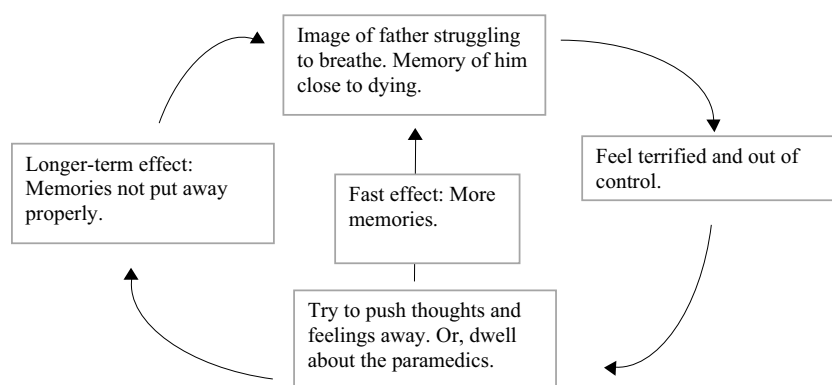 Image of father struggling
to breathe. Memory of him
close to dying.
Feel terrified and out of
control.
Longer-term effect:
Memories not put away
properly.
Fast effect: More
memories.
Try to push thoughts and
feelings away. Or, dwell
about the paramedics.